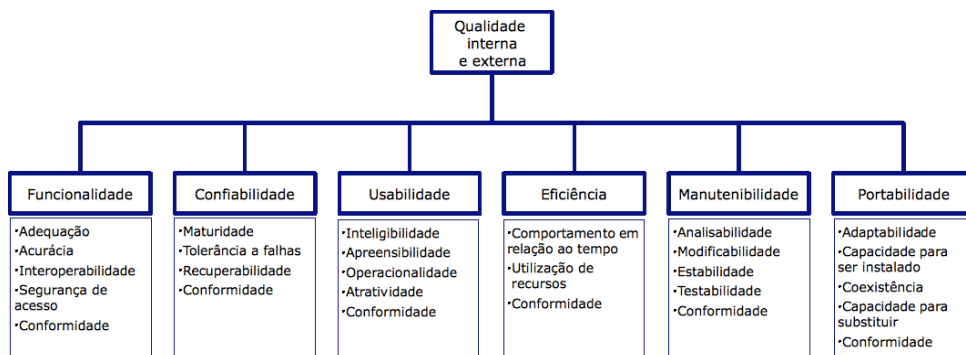 Qualidade
interna
e externa
Funcionalidade
•Adequação
•Acurácia
•Interoperabilidade
•Segurança de
acesso
•Conformidade
Confiabilidade
•Maturidade
•Tolerância a falhas
•Recuperabilidade
•Conformidade
Usabilidade
•Inteligibilidade
•Apreensibilidade
•Operacionalidade
•Atratividade
•Conformidade
Eficiência
•Comportamento em
relação ao tempo
•Utilização de
recursos
•Conformidade
Manutenibilidade
•Analisabilidade
•Modificabilidade
•Estabilidade
•Testabilidade
•Conformidade
Portabilidade
•Adaptabilidade
•Capacidade para
ser instalado
•Coexistência
•Capacidade para
substituir
•Conformidade